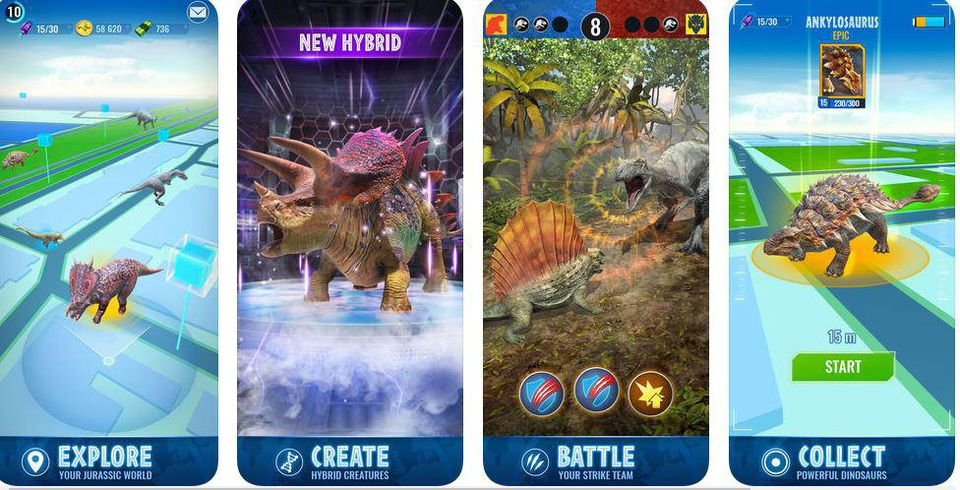 10
15/30
58 620
736
EXPLORE
YOUR JURASSIC WORLD
NEW HYBRID
CREATE
HYBRID CREATURES
8
BATTLE
YOUR STRIKE TEAM
15/30
ANKYLOSAURUS
EPIC
15 230/300
15 m
START
COLLECT
POWERFUL DINOSAURS